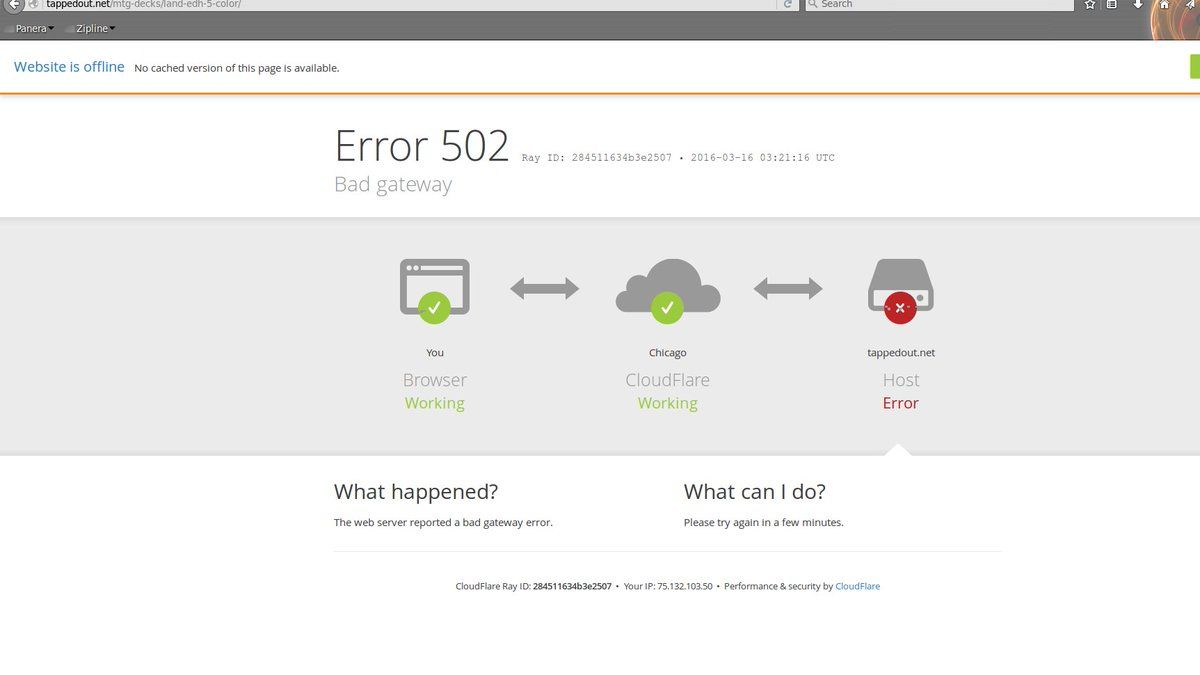 tappedout.net/mtg-decks/land-edh-5-color/
Search
Panera Zipline
Website is offline No cached version of this page is available.
Error 502 Ray ID: 284511634b3e2507 • 2016-03-16 03:21:16 UTC
Bad gateway
You Chicago tappedout.net
Browser CloudFlare Host
Working Working Error
What happened? What can I do?
The web server reported a bad gateway error. Please try again in a few minutes.
CloudFlare Ray ID: 284511634b3e2507 • Your IP: 75.132.103.50 • Performance & security by CloudFlare